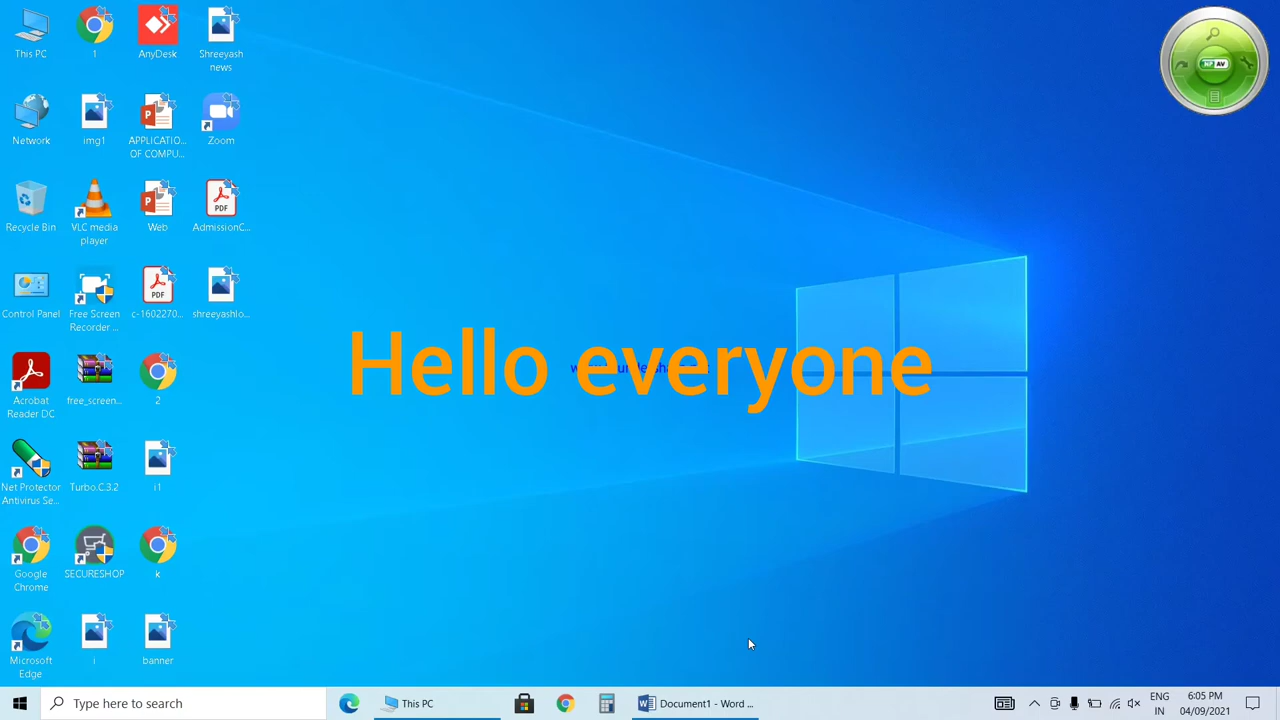 This PC
1
AnyDesk
Shreeyash
news
Network
img1
APPLICATIO...
OF COMPU...
Zoom
Recycle Bin
VLC media
player
Web
AdmissionC...
Control Panel
Free Screen
Recorder ...
c-1602270...
shreeyashlo...
Hello everyone
Acrobat
Reader DC
free_screen...
2
Net Protector
Antivirus Se...
Turbo.C.3.2
i1
Google
Chrome
SECURESHOP
k
Microsoft
Edge
i
banner
NP AV
Type here to search
This PC
Document1 - Word ...
ENG
IN
6:05 PM
04/09/2021